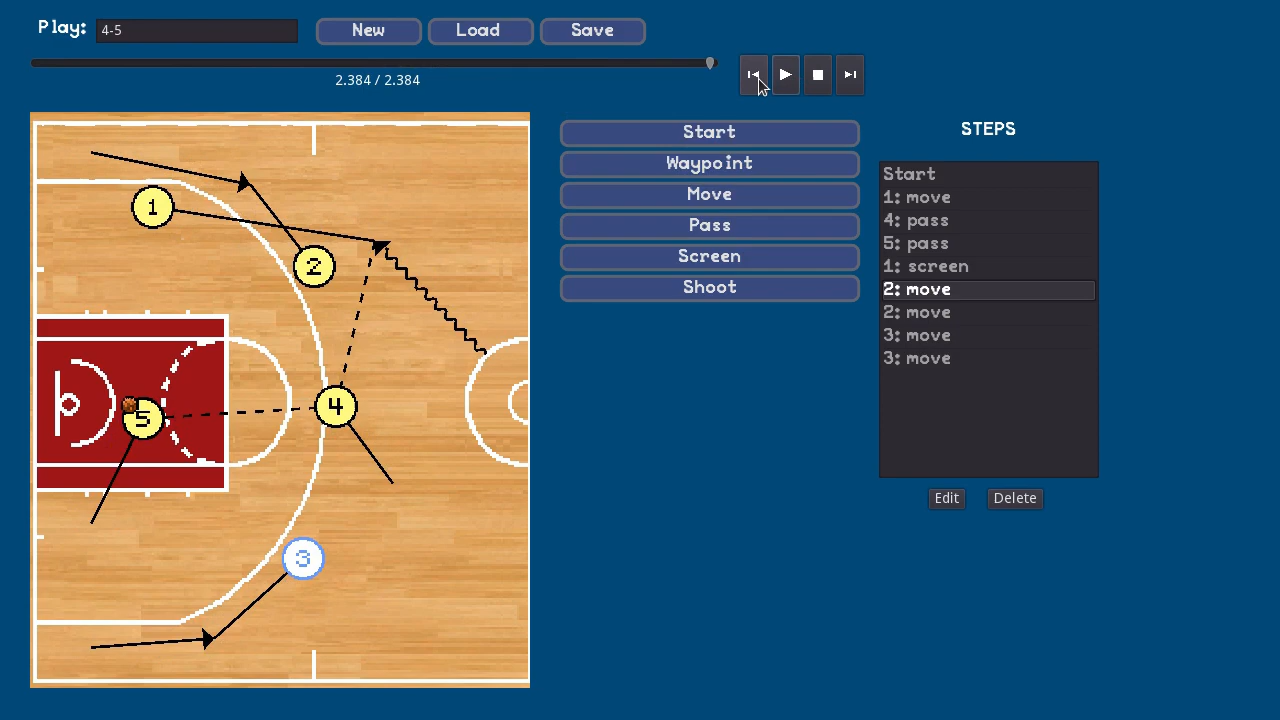 Play: 4-5 New Load Save
2.384 / 2.384
Start
Waypoint
Move
Pass
Screen
Shoot
STEPS
Start
1: move
4: pass
5: pass
1: screen
2: move
2: move
3: move
3: move
Edit Delete
1
2
4
5
3